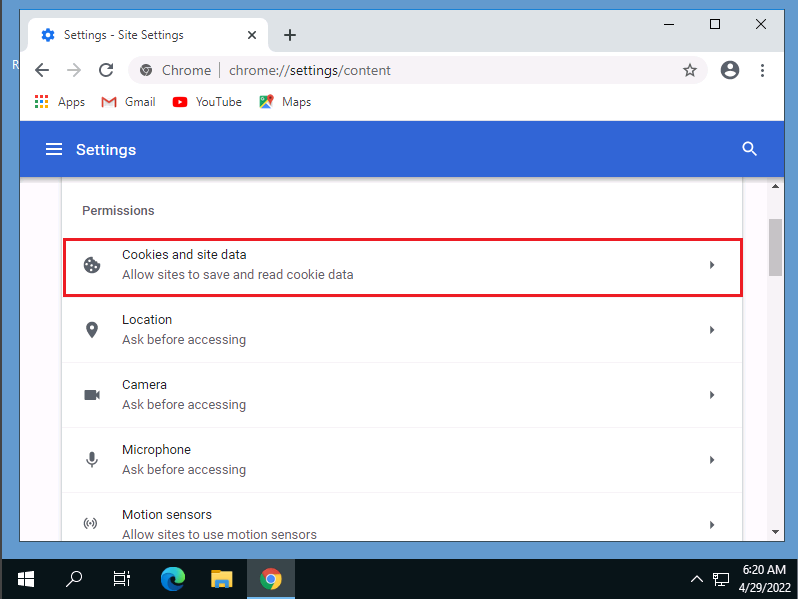 Settings - Site Settings
R
Chrome | chrome://settings/content
Apps Gmail YouTube Maps
Settings
Permissions
Cookies and site data
Allow sites to save and read cookie data
Location
Ask before accessing
Camera
Ask before accessing
Microphone
Ask before accessing
Motion sensors
Allow sites to use motion sensors
6:20 AM
4/29/2022